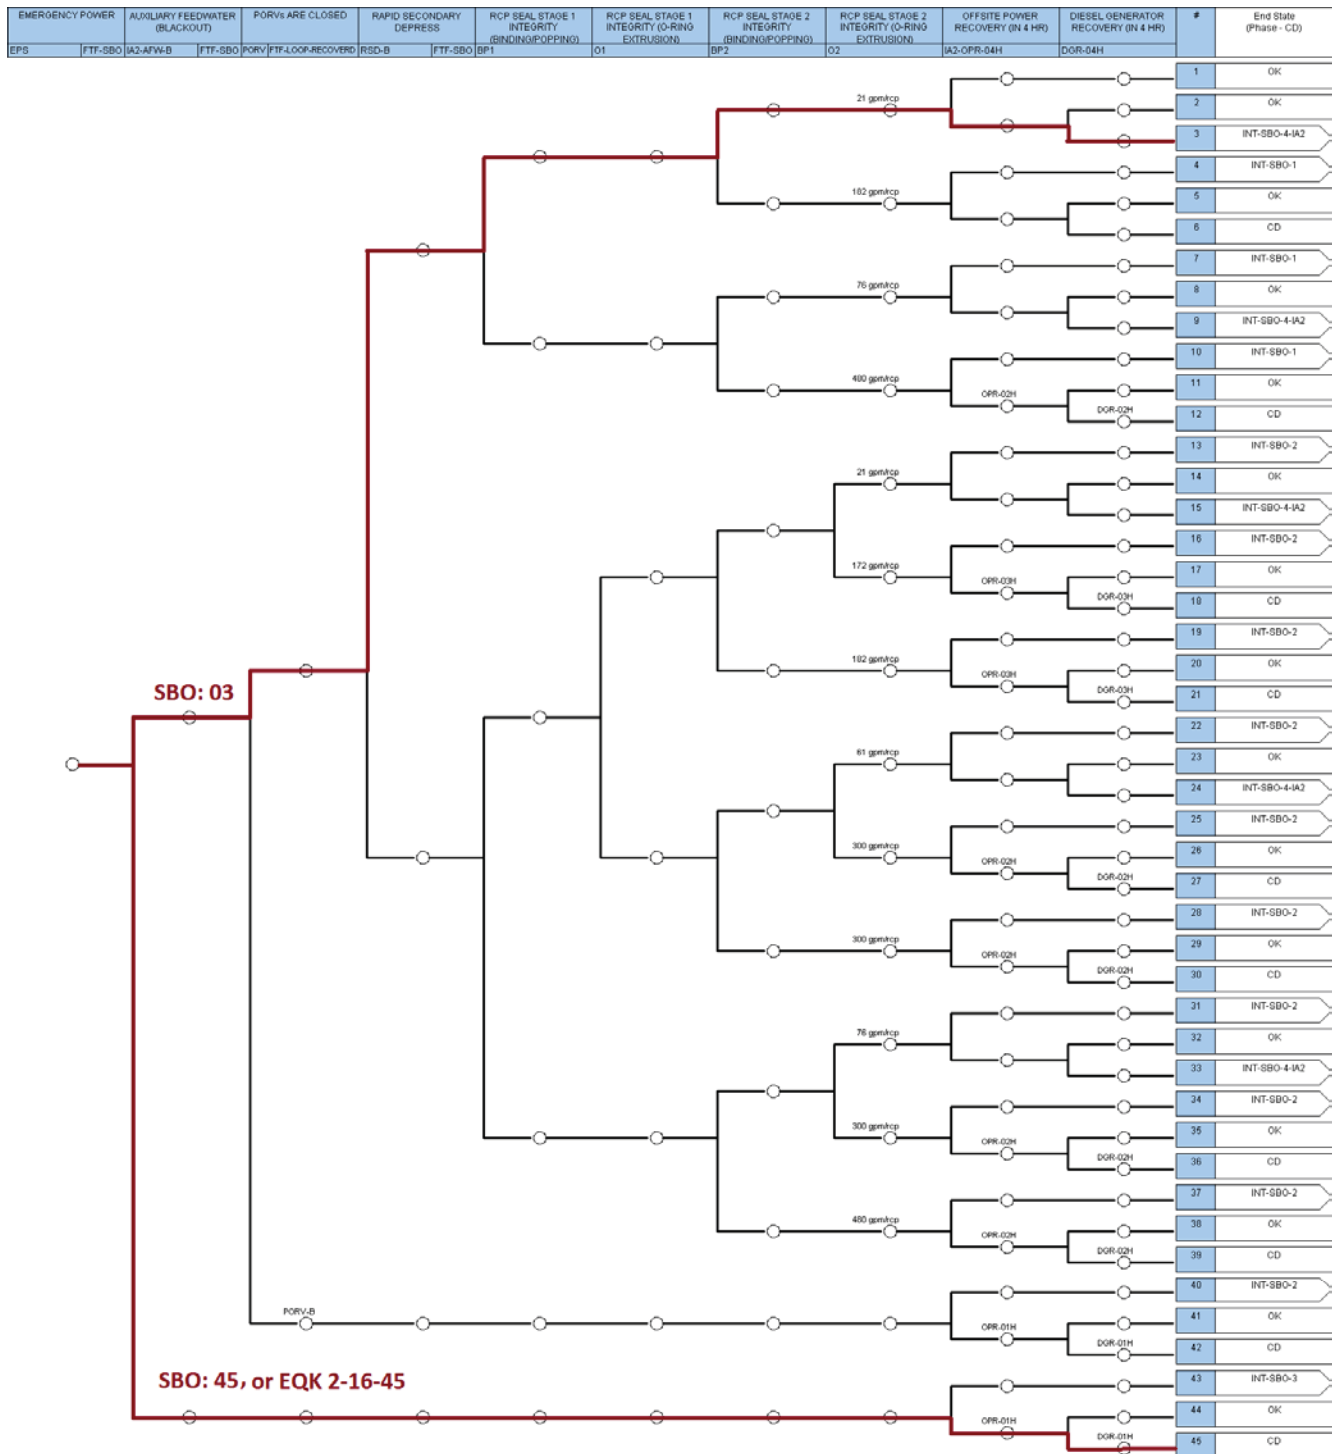 EMERGENCY POWER
AUXILIARY FEEDWATER (BLACKOUT)
PORVs ARE CLOSED
RAPID SECONDARY DEPRESS
RCP SEAL STAGE 1 INTEGRITY (BINDING/POPPING)
RCP SEAL STAGE 1 INTEGRITY (O-RING EXTRUSION)
RCP SEAL STAGE 2 INTEGRITY (BINDING/POPPING)
RCP SEAL STAGE 2 INTEGRITY (O-RING EXTRUSION)
OFFSITE POWER RECOVERY (IN 4 HR)
DIESEL GENERATOR RECOVERY (IN 4 HR)
#
End State (Phase - CD)
EPS FTF-SBO IA2-AFW-B FTF-SBO PORV FTF-LOOP-RECOVERD RSD-B FTF-SBO BP1 O1 BP2 O2 IA2-OPR-04H DGR-04H
1 OK
21 gpm/rcp
2 OK
3 INT-SBO-4-IA2
4 INT-SBO-1
182 gpm/rcp
5 OK
6 CD
7 INT-SBO-1
76 gpm/rcp
8 OK
9 INT-SBO-4-IA2
10 INT-SBO-1
480 gpm/rcp
11 OK
OPR-02H
DGR-02H
12 CD
13 INT-SBO-2
21 gpm/rcp
14 OK
15 INT-SBO-4-IA2
16 INT-SBO-2
172 gpm/rcp
17 OK
OPR-03H
DGR-03H
18 CD
19 INT-SBO-2
182 gpm/rcp
20 OK
OPR-03H
DGR-03H
21 CD
SBO: 03
22 INT-SBO-2
61 gpm/rcp
23 OK
24 INT-SBO-4-IA2
25 INT-SBO-2
300 gpm/rcp
26 OK
OPR-02H
DGR-02H
27 CD
28 INT-SBO-2
300 gpm/rcp
29 OK
OPR-02H
DGR-02H
30 CD
31 INT-SBO-2
76 gpm/rcp
32 OK
33 INT-SBO-4-IA2
34 INT-SBO-2
300 gpm/rcp
35 OK
OPR-02H
DGR-02H
36 CD
37 INT-SBO-2
480 gpm/rcp
38 OK
OPR-02H
DGR-02H
39 CD
40 INT-SBO-2
PORV-B
41 OK
OPR-01H
DGR-01H
42 CD
SBO: 45, or EQK 2-16-45
43 INT-SBO-3
44 OK
OPR-01H
DGR-01H
45 CD